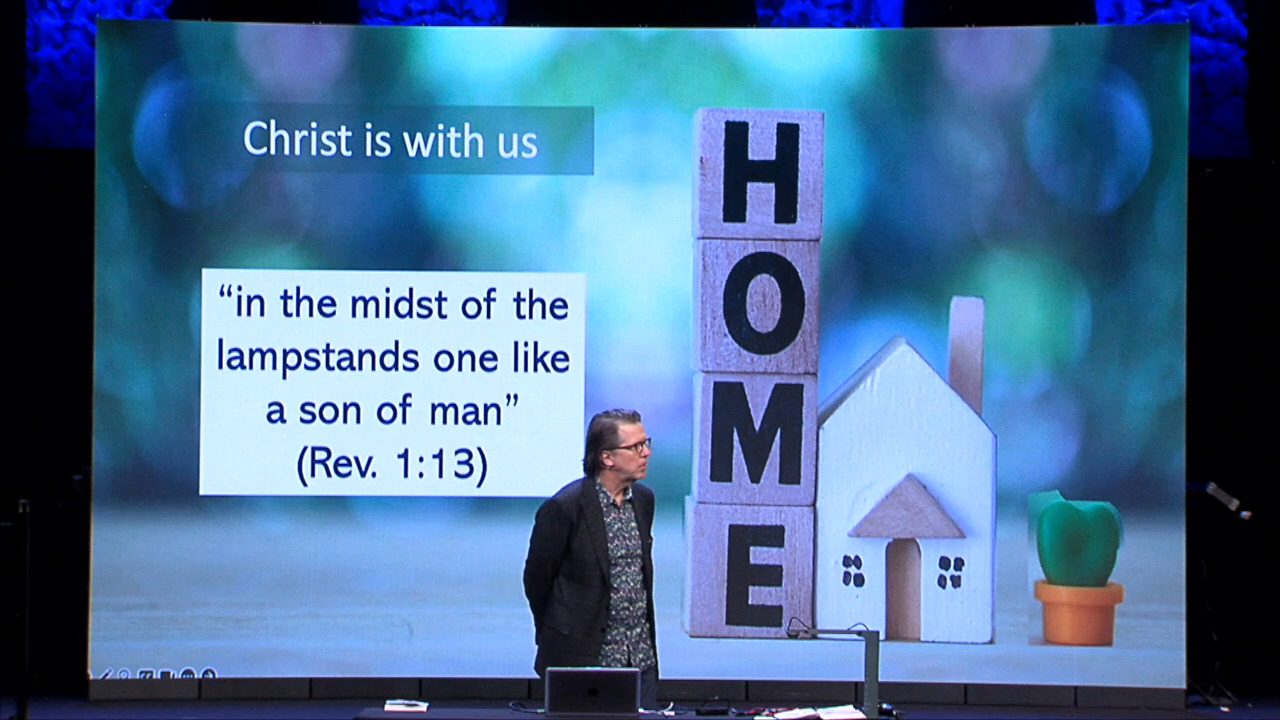 Christ is with us
“in the midst of the
lampstands one like
a son of man”
(Rev. 1:13)
H
O
M
E